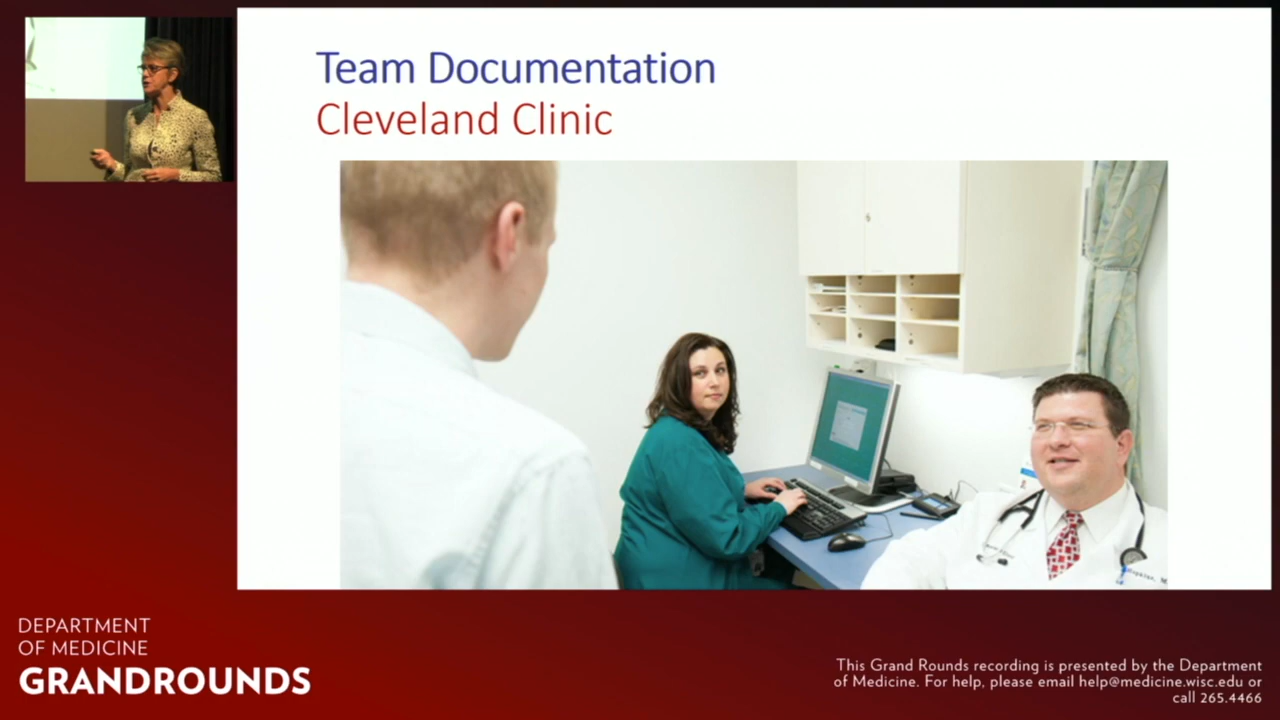 Team Documentation
Cleveland Clinic
DEPARTMENT
OF MEDICINE
GRANDROUNDS
This Grand Rounds recording is presented by the Department
of Medicine. For help, please email help@medicine.wisc.edu or
call 265.4466